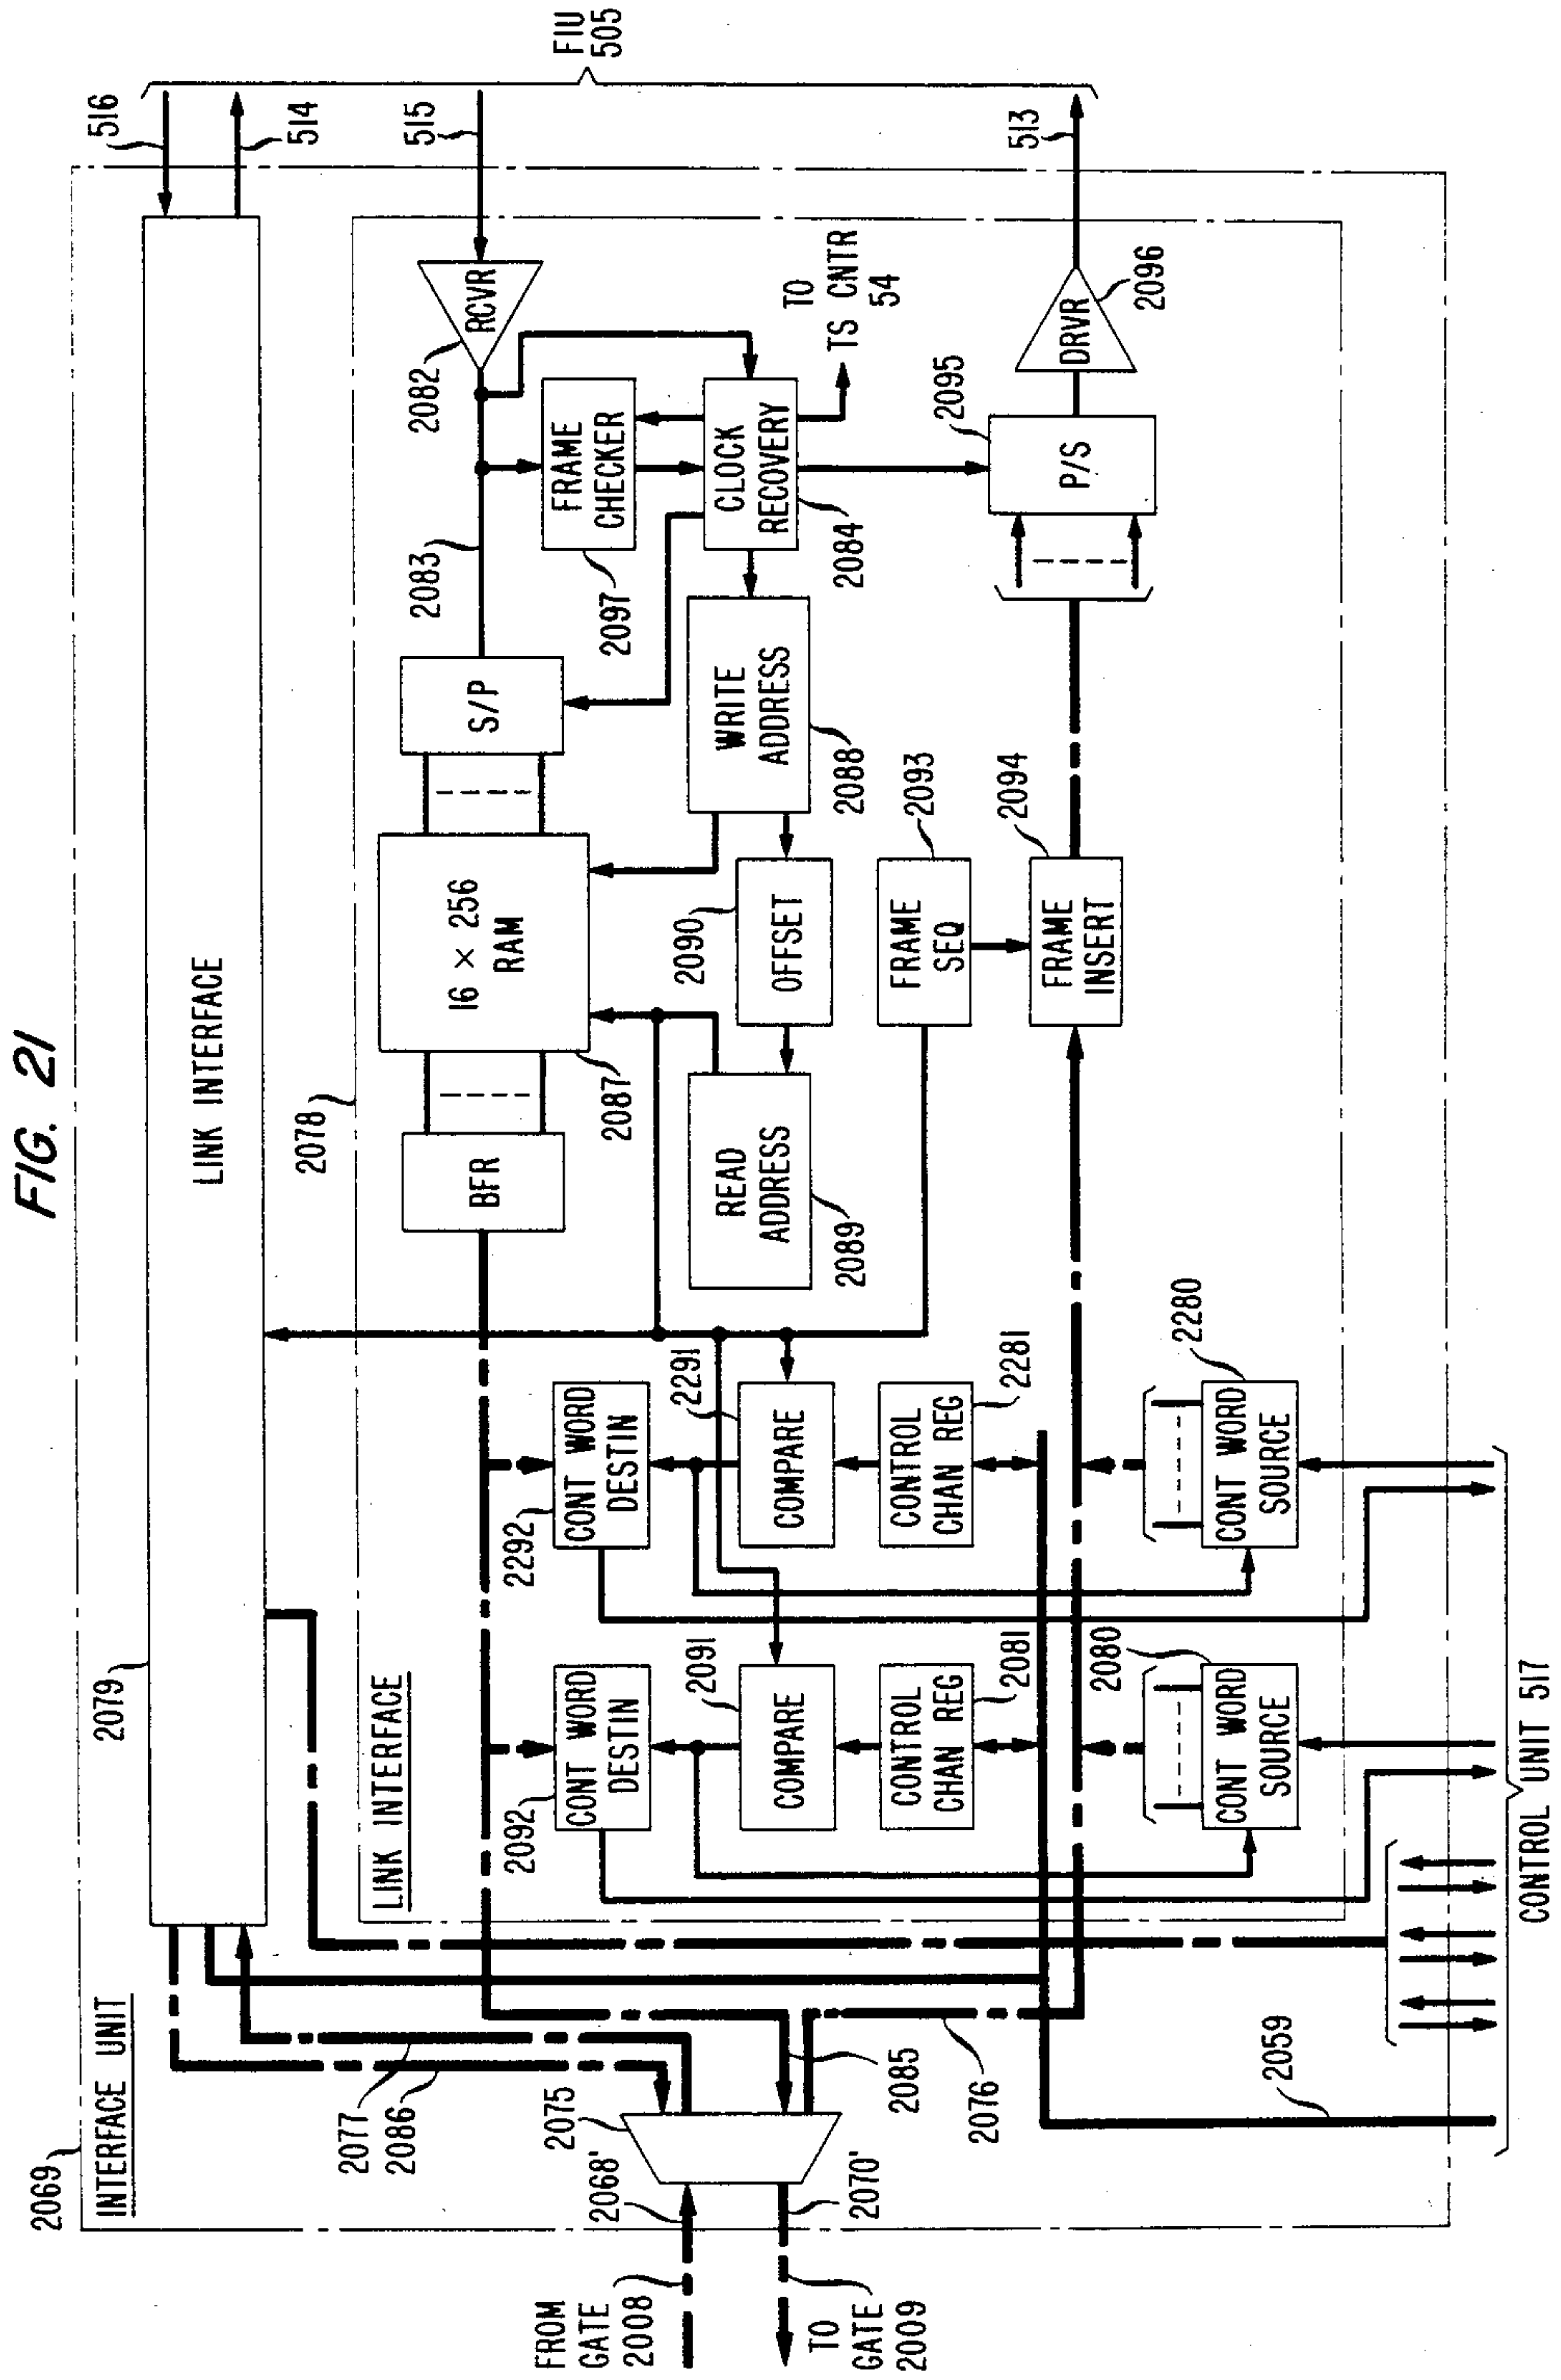 FIG. 21
2069
INTERFACE UNIT
2079
LINK INTERFACE
516
514
FIU
505
2077
2086
2078
LINK INTERFACE
515
RCVR
2082
2083
S/P
16 × 256
RAM
2087
BFR
2092
CONT WORD
DESTIN
2292
CONT WORD
DESTIN
FRAME
CHECKER
2097
CLOCK
RECOVERY
2084
TO
TS CNTR
54
WRITE
ADDRESS
2088
2090
OFFSET
READ
ADDRESS
2089
2091
COMPARE
2291
COMPARE
FROM
GATE
2008
2068'
2075
2070'
TO
GATE
2009
2085
2076
CONTROL
CHAN REG
2081
CONTROL
CHAN REG
2281
FRAME
SEQ
2093
FRAME
INSERT
2094
2095
P/S
DRVR
2096
513
2080
CONT WORD
SOURCE
2280
CONT WORD
SOURCE
2059
CONTROL UNIT 517